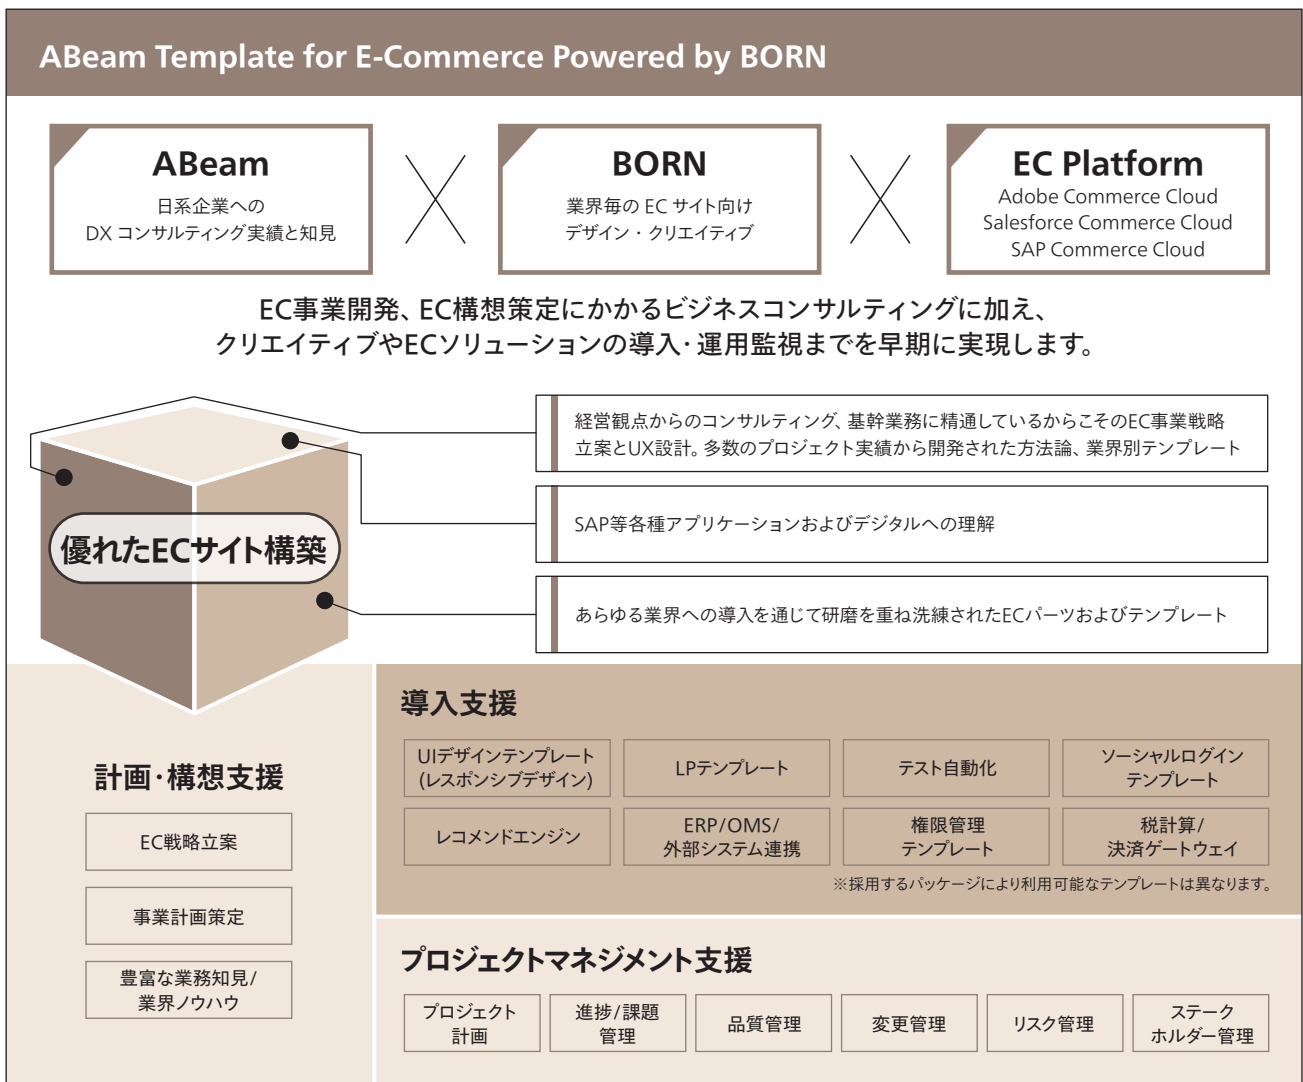 ABeam Template for E-Commerce Powered by BORN
ABeam
日系企業への
DX コンサルティング実績と知見
BORN
業界毎の EC サイト向け
デザイン・クリエイティブ
EC Platform
Adobe Commerce Cloud
Salesforce Commerce Cloud
SAP Commerce Cloud
EC事業開発、EC構想策定にかかるビジネスコンサルティングに加え、
クリエイティブやECソリューションの導入・運用監視までを早期に実現します。
優れたECサイト構築
経営観点からのコンサルティング、基幹業務に精通しているからこそのEC事業戦略
立案とUX設計。多数のプロジェクト実績から開発された方法論、業界別テンプレート
SAP等各種アプリケーションおよびデジタルへの理解
あらゆる業界への導入を通じて研磨を重ね洗練されたECパーツおよびテンプレート
計画・構想支援
EC戦略立案
事業計画策定
豊富な業務知見/
業界ノウハウ
導入支援
UIデザインテンプレート
(レスポンシブデザイン)
LPテンプレート
テスト自動化
ソーシャルログイン
テンプレート
レコメンドエンジン
ERP/OMS/
外部システム連携
権限管理
テンプレート
税計算/
決済ゲートウェイ
※採用するパッケージにより利用可能なテンプレートは異なります。
プロジェクトマネジメント支援
プロジェクト
計画
進捗/課題
管理
品質管理
変更管理
リスク管理
ステーク
ホルダー管理